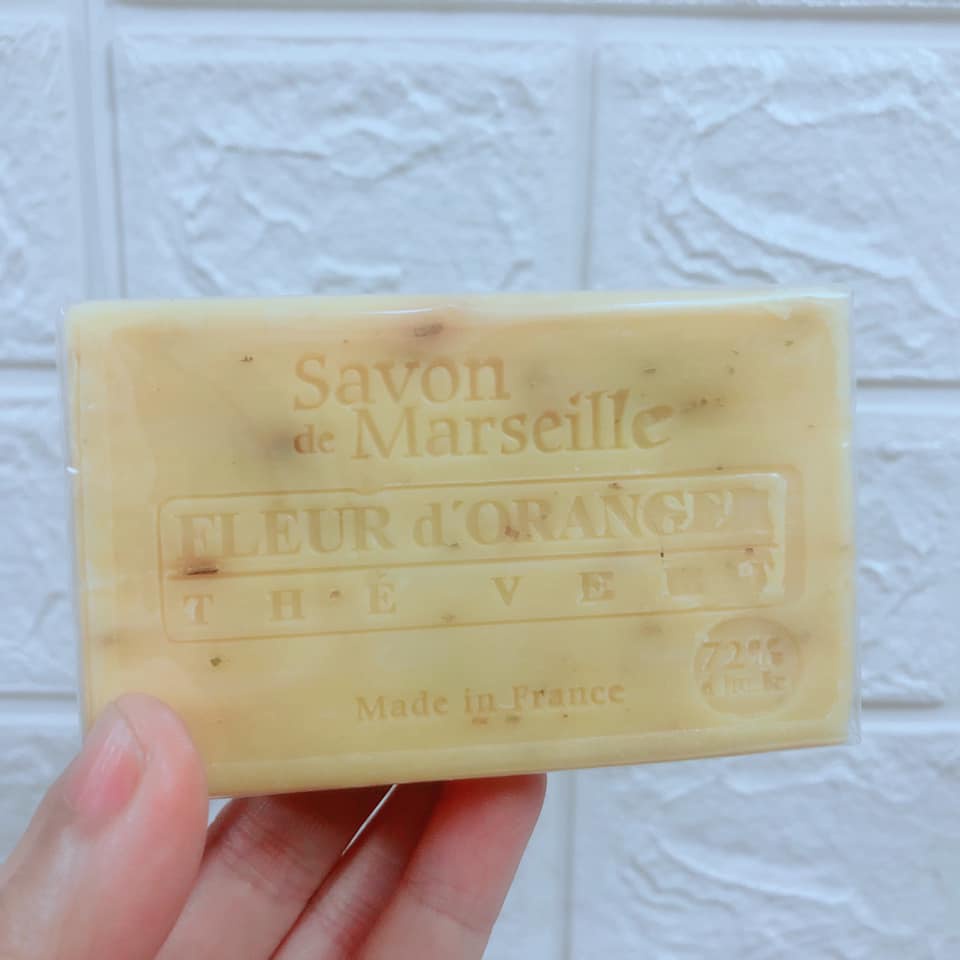 Savon
de Marseille
FLEUR d'ORANGER
THÉ VERT
Made in France
72%
d'huile